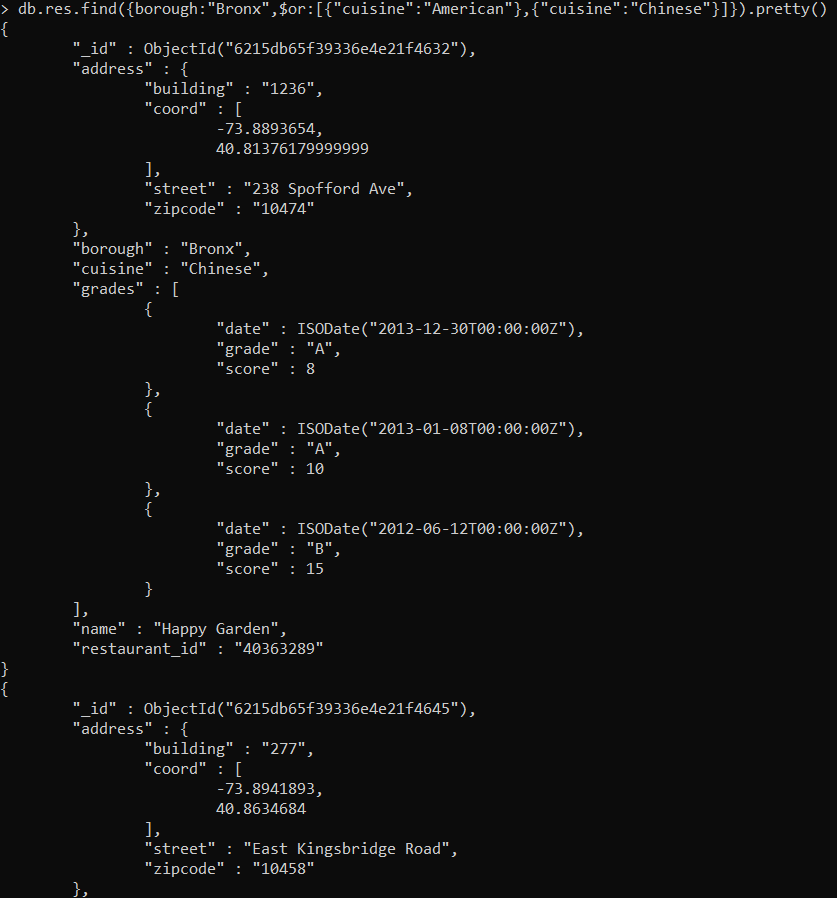 > db.res.find({borough:"Bronx",$or:[{"cuisine":"American"},{"cuisine":"Chinese"}]}).pretty()
{
        "_id" : ObjectId("6215db65f39336e4e21f4632"),
        "address" : {
                "building" : "1236",
                "coord" : [
                        -73.8893654,
                        40.81376179999999
                ],
                "street" : "238 Spofford Ave",
                "zipcode" : "10474"
        },
        "borough" : "Bronx",
        "cuisine" : "Chinese",
        "grades" : [
                {
                        "date" : ISODate("2013-12-30T00:00:00Z"),
                        "grade" : "A",
                        "score" : 8
                },
                {
                        "date" : ISODate("2013-01-08T00:00:00Z"),
                        "grade" : "A",
                        "score" : 10
                },
                {
                        "date" : ISODate("2012-06-12T00:00:00Z"),
                        "grade" : "B",
                        "score" : 15
                }
        ],
        "name" : "Happy Garden",
        "restaurant_id" : "40363289"
}
{
        "_id" : ObjectId("6215db65f39336e4e21f4645"),
        "address" : {
                "building" : "277",
                "coord" : [
                        -73.8941893,
                        40.8634684
                ],
                "street" : "East Kingsbridge Road",
                "zipcode" : "10458"
        },